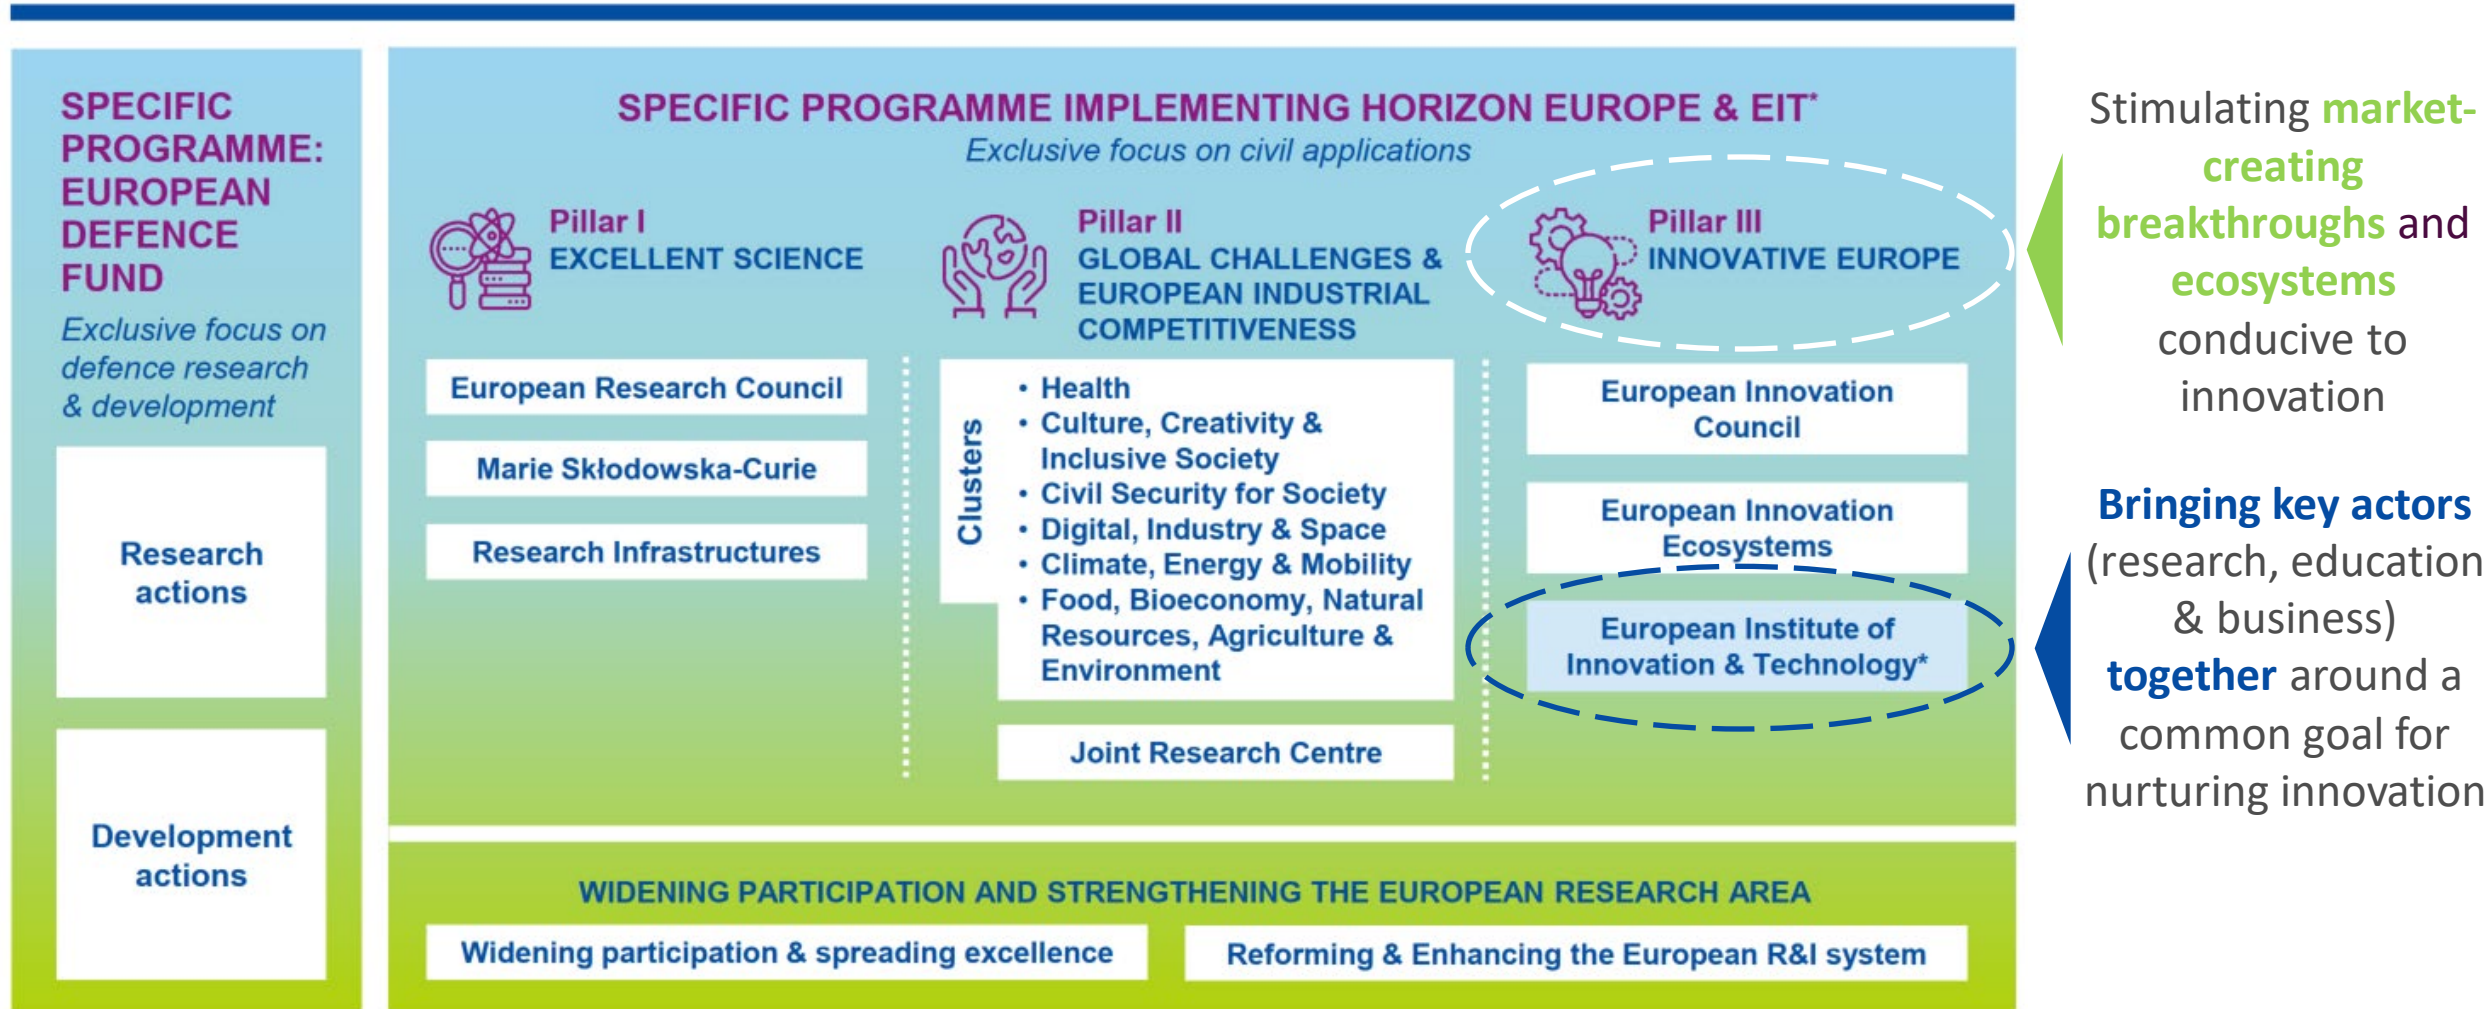 SPECIFIC
PROGRAMME:
EUROPEAN
DEFENCE
FUND
Exclusive focus on
defence research
& development
Research
actions
Development
actions
SPECIFIC PROGRAMME IMPLEMENTING HORIZON EUROPE & EIT*
Exclusive focus on civil applications
Pillar I
EXCELLENT SCIENCE
European Research Council
Marie Skłodowska-Curie
Research Infrastructures
Pillar II
GLOBAL CHALLENGES &
EUROPEAN INDUSTRIAL
COMPETITIVENESS
Clusters
• Health
• Culture, Creativity &
Inclusive Society
• Civil Security for Society
• Digital, Industry & Space
• Climate, Energy & Mobility
• Food, Bioeconomy, Natural
Resources, Agriculture &
Environment
Joint Research Centre
Pillar III
INNOVATIVE EUROPE
European Innovation
Council
European Innovation
Ecosystems
European Institute of
Innovation & Technology*
WIDENING PARTICIPATION AND STRENGTHENING THE EUROPEAN RESEARCH AREA
Widening participation & spreading excellence
Reforming & Enhancing the European R&I system
Stimulating market-
creating
breakthroughs and
ecosystems
conducive to
innovation
Bringing key actors
(research, education
& business)
together around a
common goal for
nurturing innovation